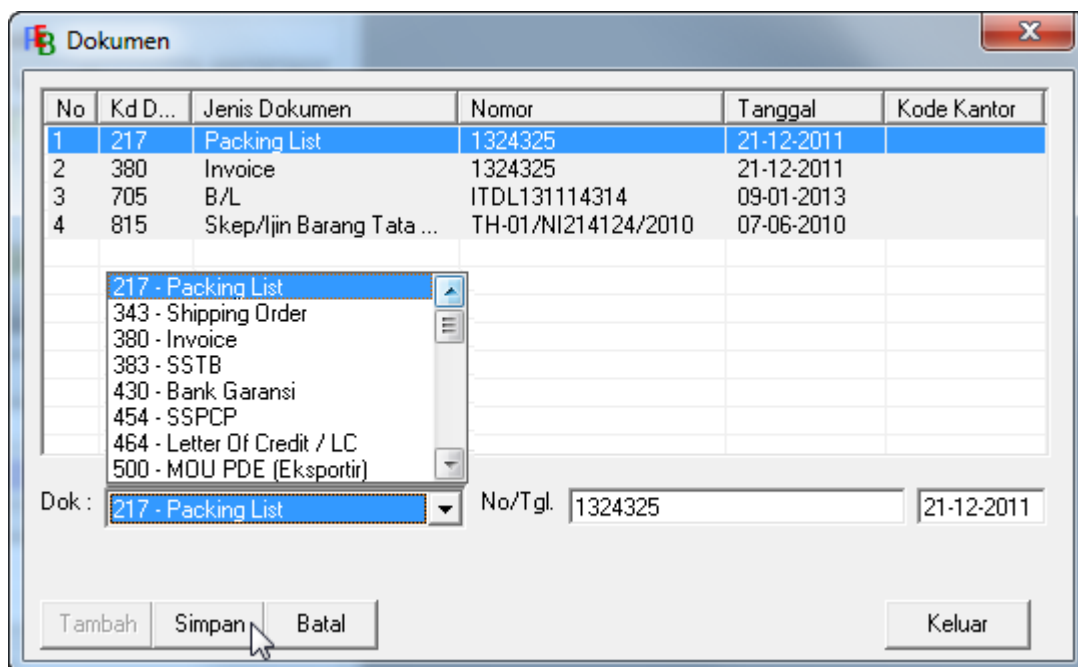 PEB Dokumen
No Kd D... Jenis Dokumen Nomor Tanggal Kode Kantor
1 217 Packing List 1324325 21-12-2011
2 380 Invoice 1324325 21-12-2011
3 705 B/L ITDL131114314 09-01-2013
4 815 Skep/Ijin Barang Tata ... TH-01/NI214124/2010 07-06-2010
217 - Packing List
343 - Shipping Order
380 - Invoice
383 - SSTB
430 - Bank Garansi
454 - SSPCP
464 - Letter Of Credit / LC
500 - MOU PDE (Eksportir)
Dok : 217 - Packing List No/Tgl. 1324325 21-12-2011
Tambah Simpan Batal Keluar